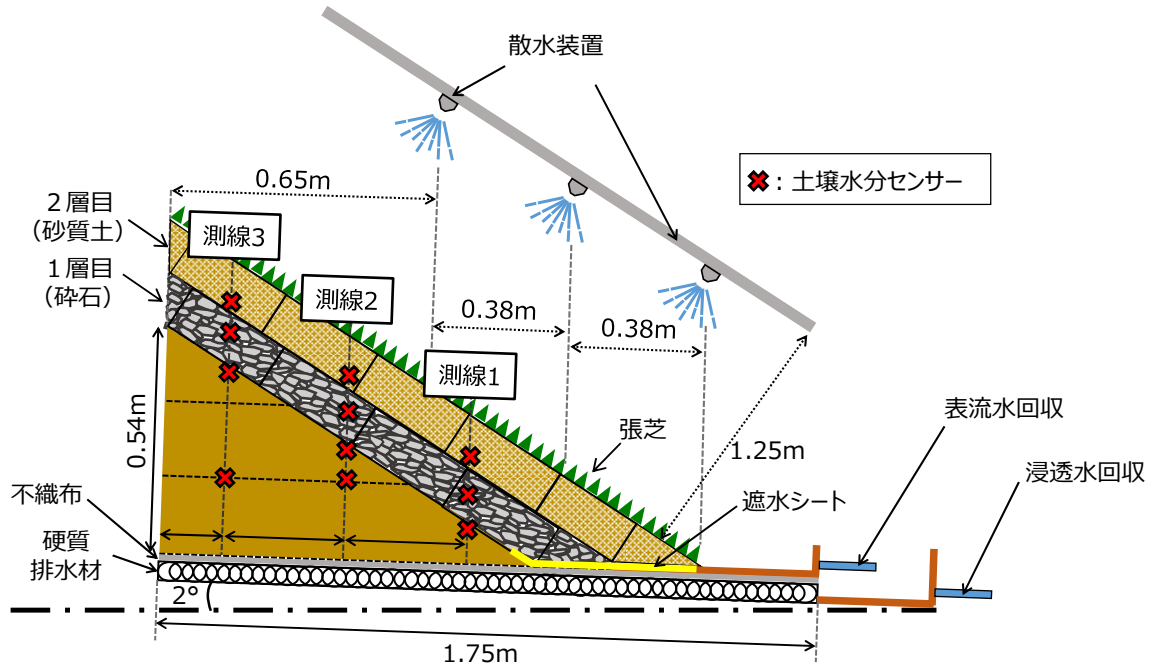 散水装置
：土壌水分センサー
0.65m
２層目
（砂質土）
測線3
１層目
（砕石）
測線2
0.38m
0.38m
測線1
0.54m
張芝
1.25m
表流水回収
浸透水回収
不織布
遮水シート
硬質
排水材
2°
1.75m